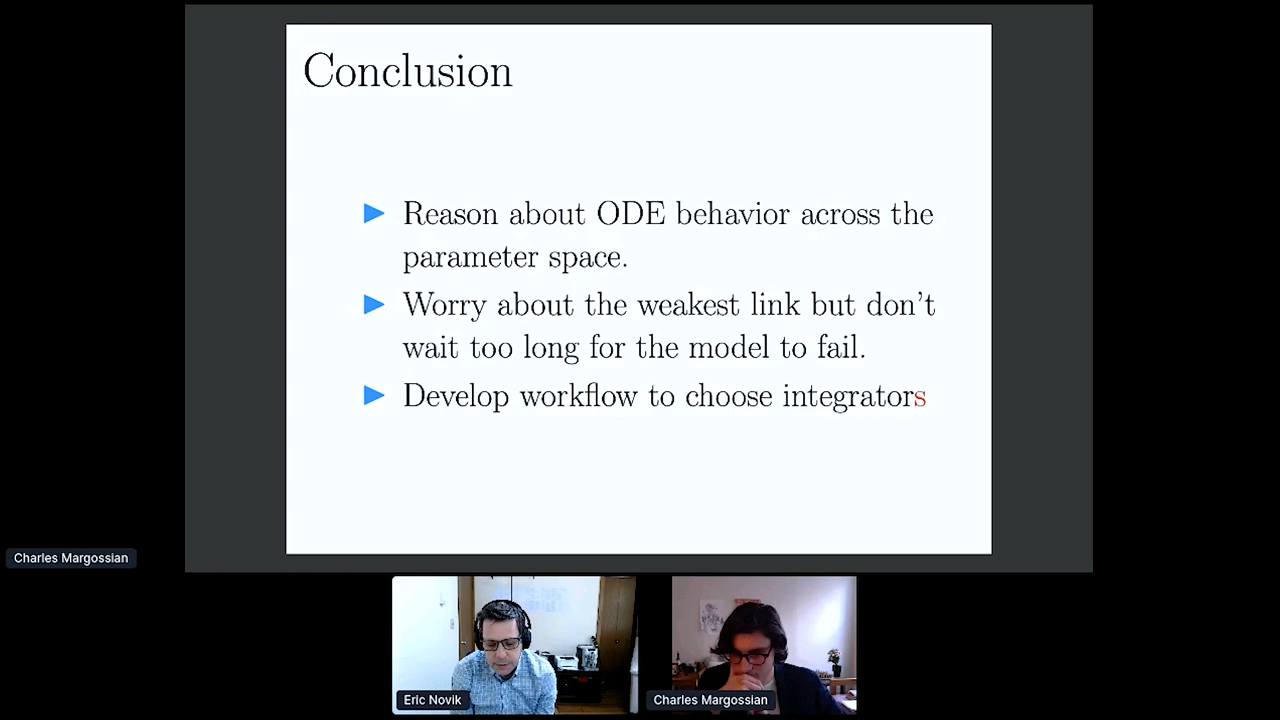 Conclusion
Reason about ODE behavior across the
parameter space.
Worry about the weakest link but don't
wait too long for the model to fail.
Develop workflow to choose integrators
Charles Margossian
Eric Novik
Charles Margossian